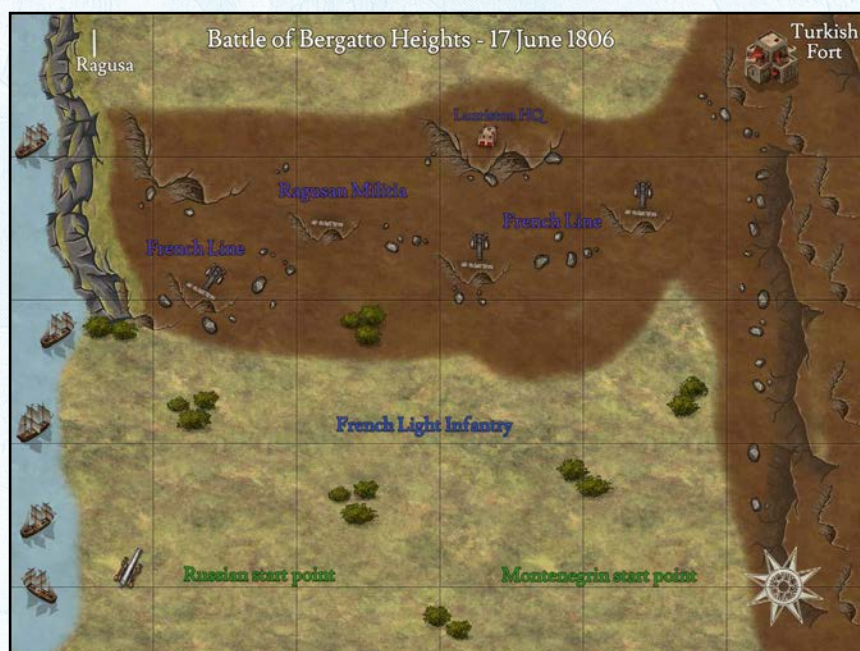 Battle of Bergatto Heights - 17 June 1806
Turkish
Fort
Ragusa
Lauriston HQ
Ragusan Militia
French Line
French Line
French Light Infantry
Russian start point
Montenegrin start point